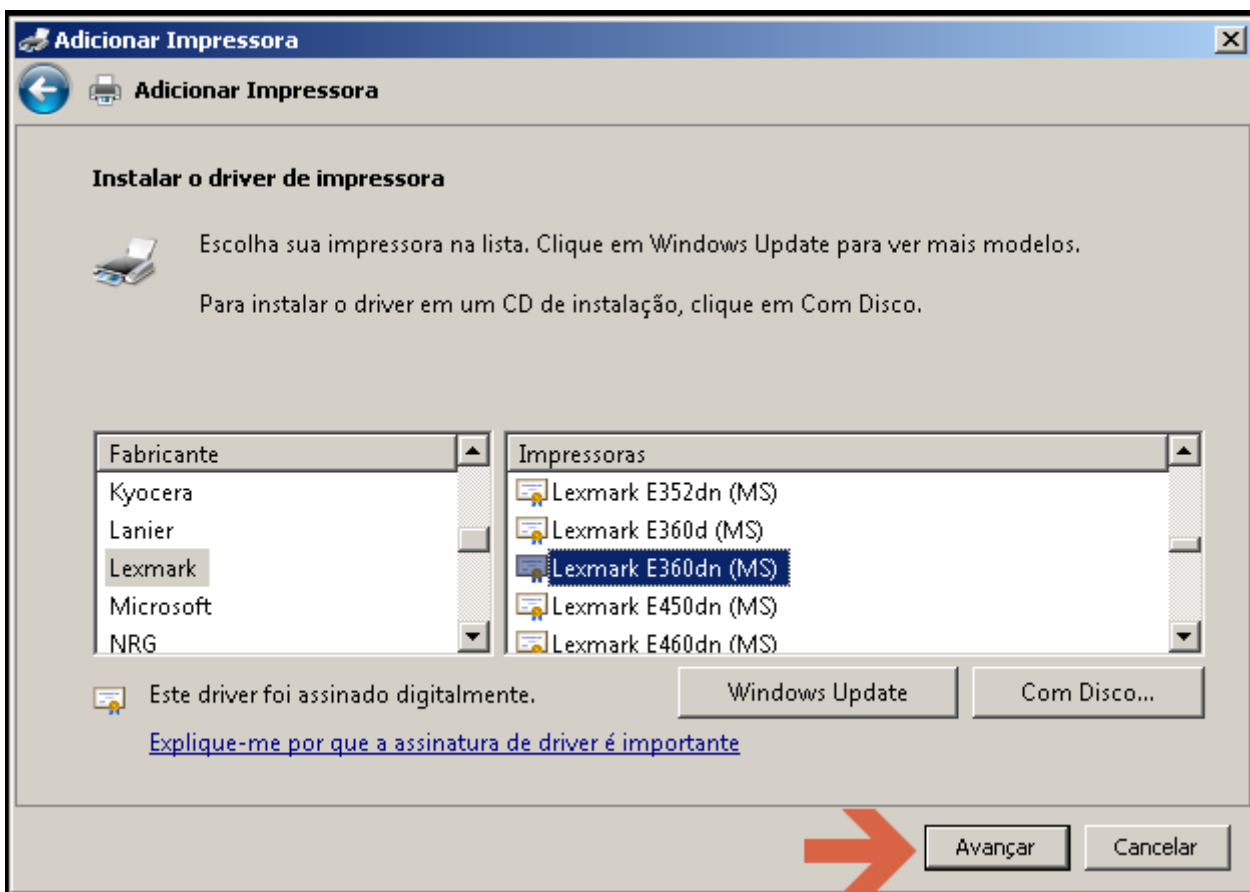 Adicionar Impressora
Adicionar Impressora
Instalar o driver de impressora
Escolha sua impressora na lista. Clique em Windows Update para ver mais modelos.
Para instalar o driver em um CD de instalação, clique em Com Disco.
Fabricante
Kyocera
Lanier
Lexmark
Microsoft
NRG
Impressoras
Lexmark E352dn (MS)
Lexmark E360d (MS)
Lexmark E360dn (MS)
Lexmark E450dn (MS)
Lexmark E460dn (MS)
Este driver foi assinado digitalmente.
Windows Update
Com Disco...
Explique-me por que a assinatura de driver é importante
Avançar
Cancelar